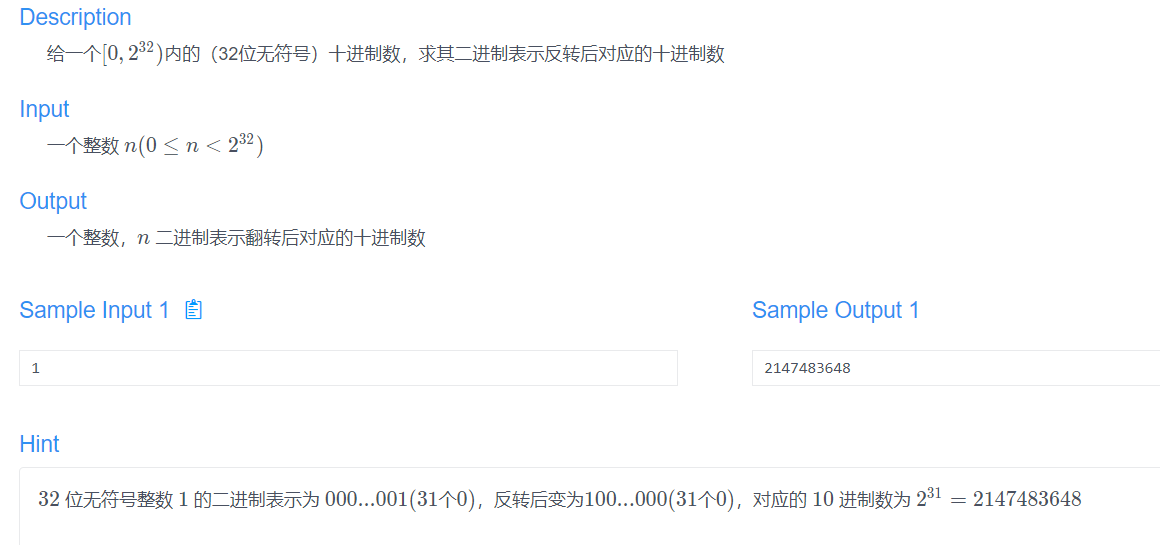 Description
给一个[0, 2^32)内的（32位无符号）十进制数，求其二进制表示反转后对应的十进制数
Input
一个整数 n(0 ≤ n < 2^32)
Output
一个整数，n 二进制表示翻转后对应的十进制数
Sample Input 1
Sample Output 1
1
2147483648
Hint
32 位无符号整数 1 的二进制表示为 000...001(31个0)，反转后变为100...000(31个0)，对应的 10 进制数为 2^31 = 2147483648